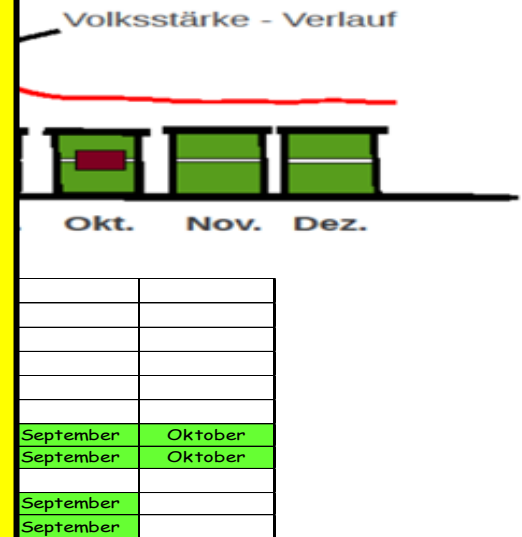 Volksstärke - Verlauf
Okt. Nov. Dez.
September Oktober
September Oktober
September
September